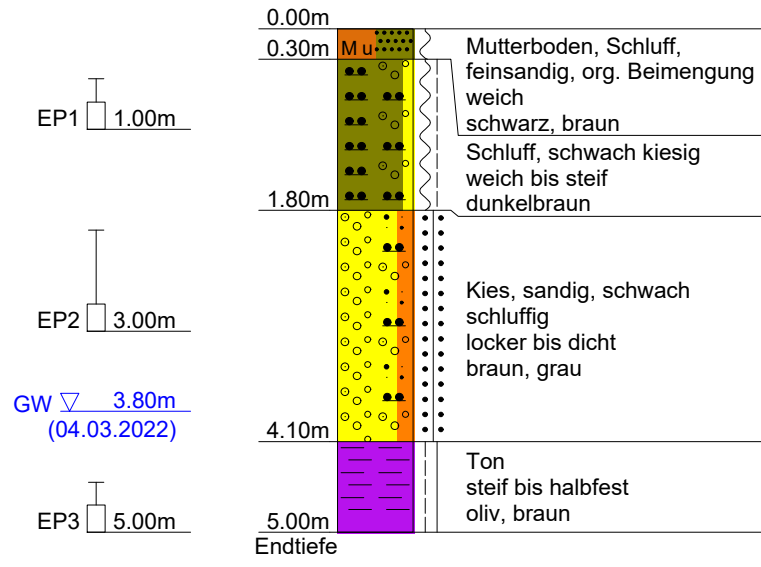 0.00m
0.30m
Mu
Mutterboden, Schluff,
feinsandig, org. Beimengung
weich
schwarz, braun
EP1 1.00m
Schluff, schwach kiesig
weich bis steif
dunkelbraun
1.80m
Kies, sandig, schwach
schluffig
locker bis dicht
braun, grau
EP2 3.00m
GW 3.80m
(04.03.2022)
4.10m
Ton
steif bis halbfest
oliv, braun
EP3 5.00m
5.00m
Endtiefe